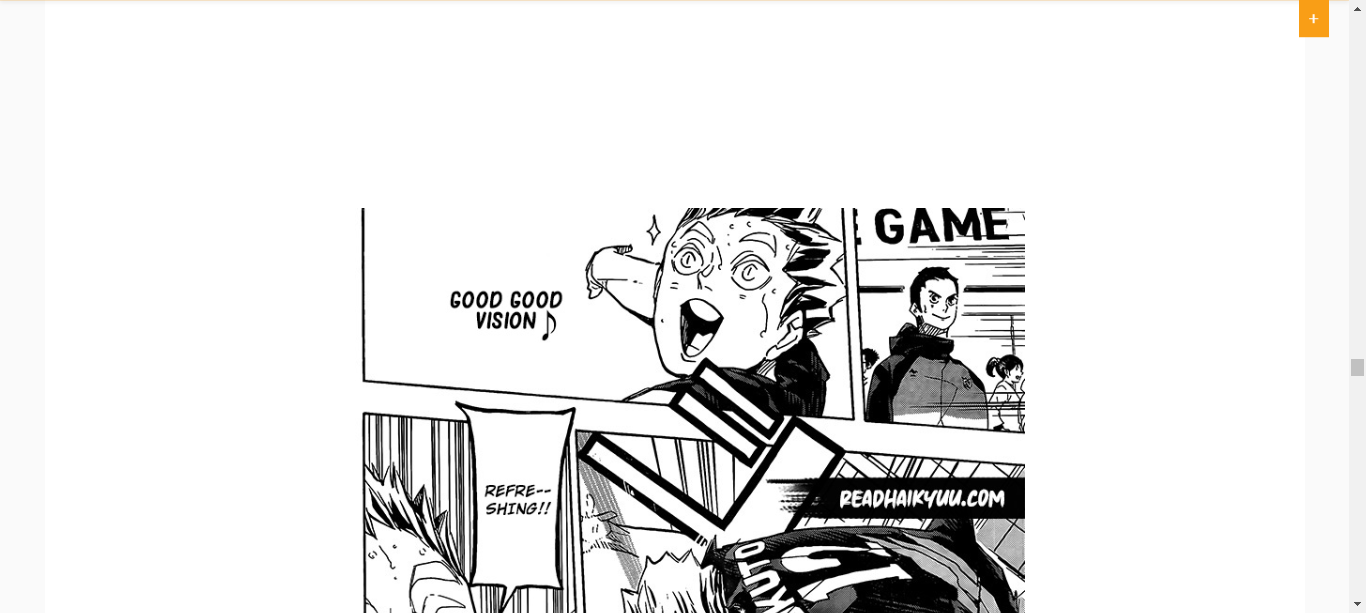 +
GAME
GOOD GOOD
VISION♪
REFRE--
SHING!!
READHAIKYUU.COM